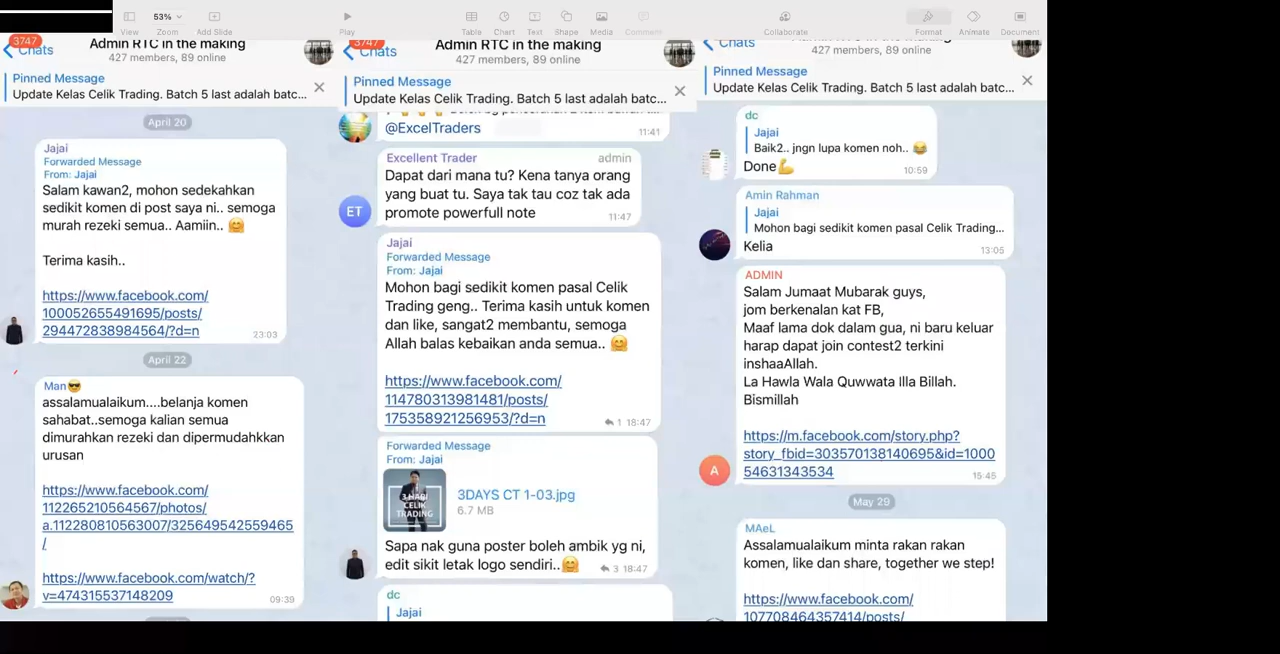 53%
View
Zoom
Add Slide
Play
Table
Chart
Text
Shape
Media
Comment
Collaborate
Format
Animate
Document
3747
Chats
Admin RTC in the making
427 members, 89 online
Pinned Message
Update Kelas Celik Trading. Batch 5 last adalah batc...
April 20
Jajai
Forwarded Message
From: Jajai
Salam kawan2, mohon sedekahkan
sedikit komen di post saya ni.. semoga
murah rezeki semua.. Aamiin.. 🤗
Terima kasih..
https://www.facebook.com/
100052655491695/posts/
294472838984564/?d=n
23:03
April 22
Man😎
assalamualaikum....belanja komen
sahabat..semoga kalian semua
dimurahkan rezeki dan dipermudahkkan
urusan
https://www.facebook.com/
112265210564567/photos/
a.112280810563007/325649542559465
/
https://www.facebook.com/watch/?
v=474315537148209
09:39
3747
Chats
Admin RTC in the making
427 members, 89 online
Pinned Message
Update Kelas Celik Trading. Batch 5 last adalah batc...
@ExcelTraders
11:41
Excellent Trader admin
Dapat dari mana tu? Kena tanya orang
yang buat tu. Saya tak tau coz tak ada
promote powerfull note
11:47
ET
Jajai
Forwarded Message
From: Jajai
Mohon bagi sedikit komen pasal Celik
Trading geng.. Terima kasih untuk komen
dan like, sangat2 membantu, semoga
Allah balas kebaikan anda semua.. 🤗
https://www.facebook.com/
114780313981481/posts/
175358921256953/?d=n
1 18:47
Forwarded Message
From: Jajai
3 HARI
CELIK
TRADING
3DAYS CT 1-03.jpg
6.7 MB
Sapa nak guna poster boleh ambik yg ni,
edit sikit letak logo sendiri..🤗
3 18:47
dc
Jajai
Chats
427 members, 89 online
Pinned Message
Update Kelas Celik Trading. Batch 5 last adalah batc...
dc
Jajai
Baik2.. jngn lupa komen noh.. 😂
Done💪
10:59
Amin Rahman
Jajai
Mohon bagi sedikit komen pasal Celik Trading...
Kelia
13:05
ADMIN
Salam Jumaat Mubarak guys,
jom berkenalan kat FB,
Maaf lama dok dalam gua, ni baru keluar
harap dapat join contest2 terkini
inshaaAllah.
La Hawla Wala Quwwata Illa Billah.
Bismillah
https://m.facebook.com/story.php?
story_fbid=303570138140695&id=1000
54631343534
15:45
A
May 29
MAeL
Assalamualaikum minta rakan rakan
komen, like dan share, together we step!
https://www.facebook.com/
107708464357414/posts/